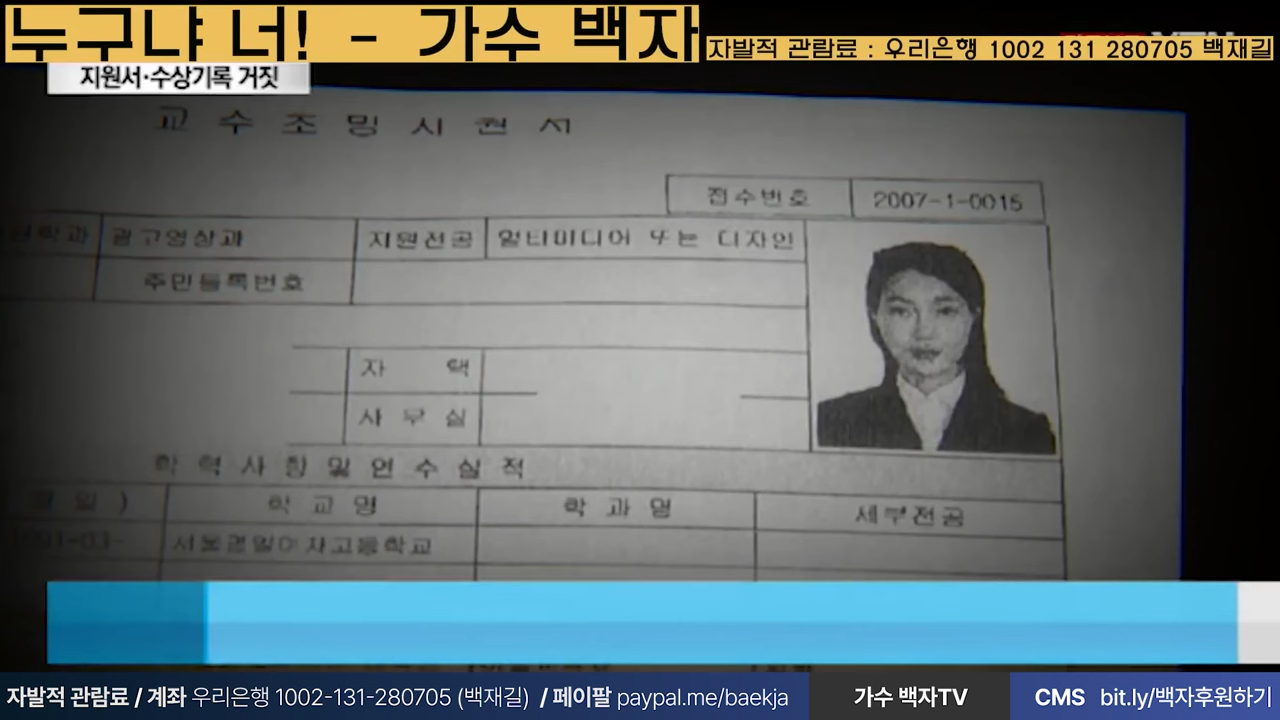 누구냐 너! - 가수 백자
자발적 관람료 : 우리은행 1002 131 280705 백재길
지원서·수상기록 거짓
교 수 초 빙 지 원 서
접수번호 2007-1-0015
광고영상과 지원전공 멀티미디어 또는 디자인
주민등록번호
자 택
사 무 실
학 력 사 항 및 연 수 실 적
월 일 ) 학 교 명 학 과 명 세부전공
서울명일여자고등학교
자발적 관람료 / 계좌 우리은행 1002-131-280705 (백재길) / 페이팔 paypal.me/baekja
가수 백자TV
CMS bit.ly/백자후원하기